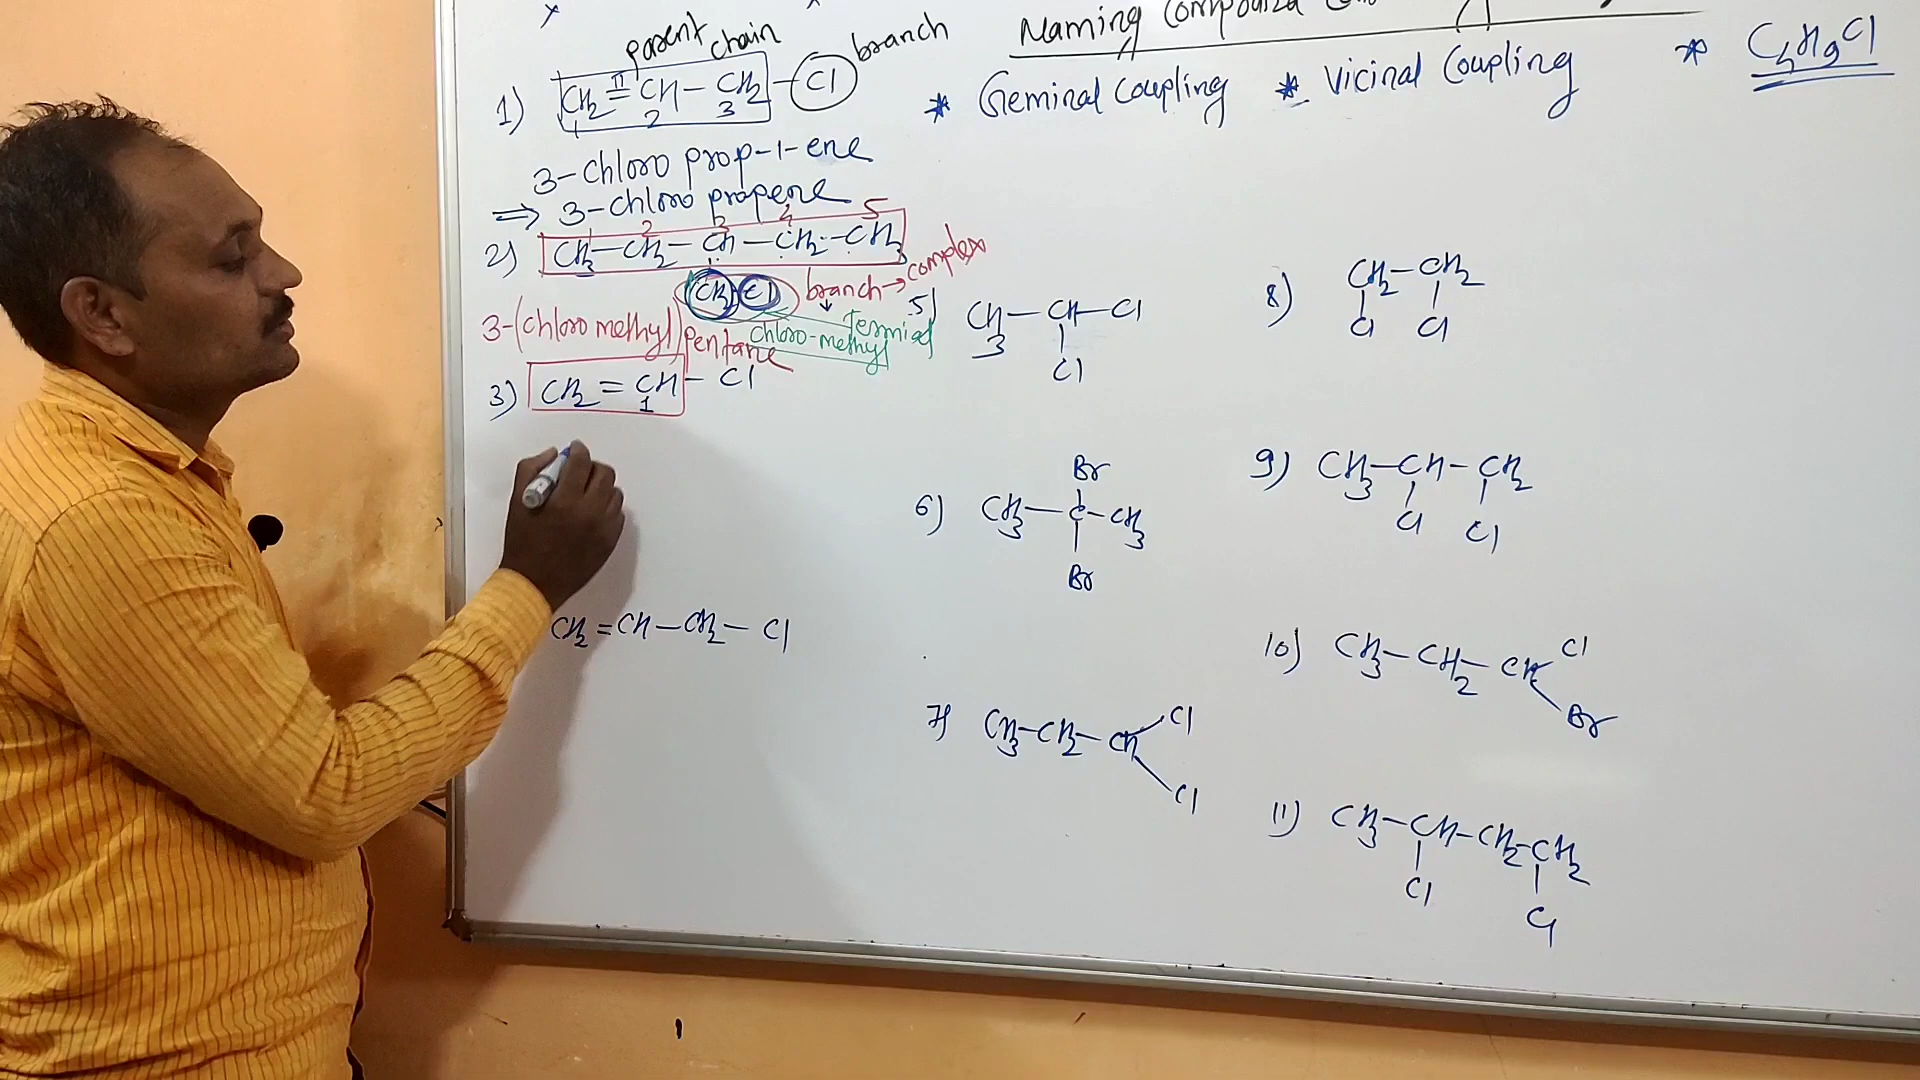 Naming
* Geminal Coupling * Vicinal Coupling * C5H9Cl
parent chain branch
1) CH2 = CH - CH2 - Cl
1 2 3
3-chloro prop-1-ene
⇒ 3-chloro propene
1 2 3 4 5
2) CH3-CH2-CH-CH2-CH3
CH2 Cl branch → complex
3-(chloro methyl) pentane
chloro-methyl
3) CH2 = CH - Cl
1
CH2=CH-CH2-Cl
5) CH3-CH-Cl
Cl
6) CH3-C-CH3
Br
Br
7) CH3-CH2-CH
Cl
Cl
8) CH2-CH2
Cl Cl
9) CH3-CH-CH2
Cl Cl
10) CH3-CH2-CH
Cl
Br
11) CH3-CH-CH2-CH2
Cl
Cl